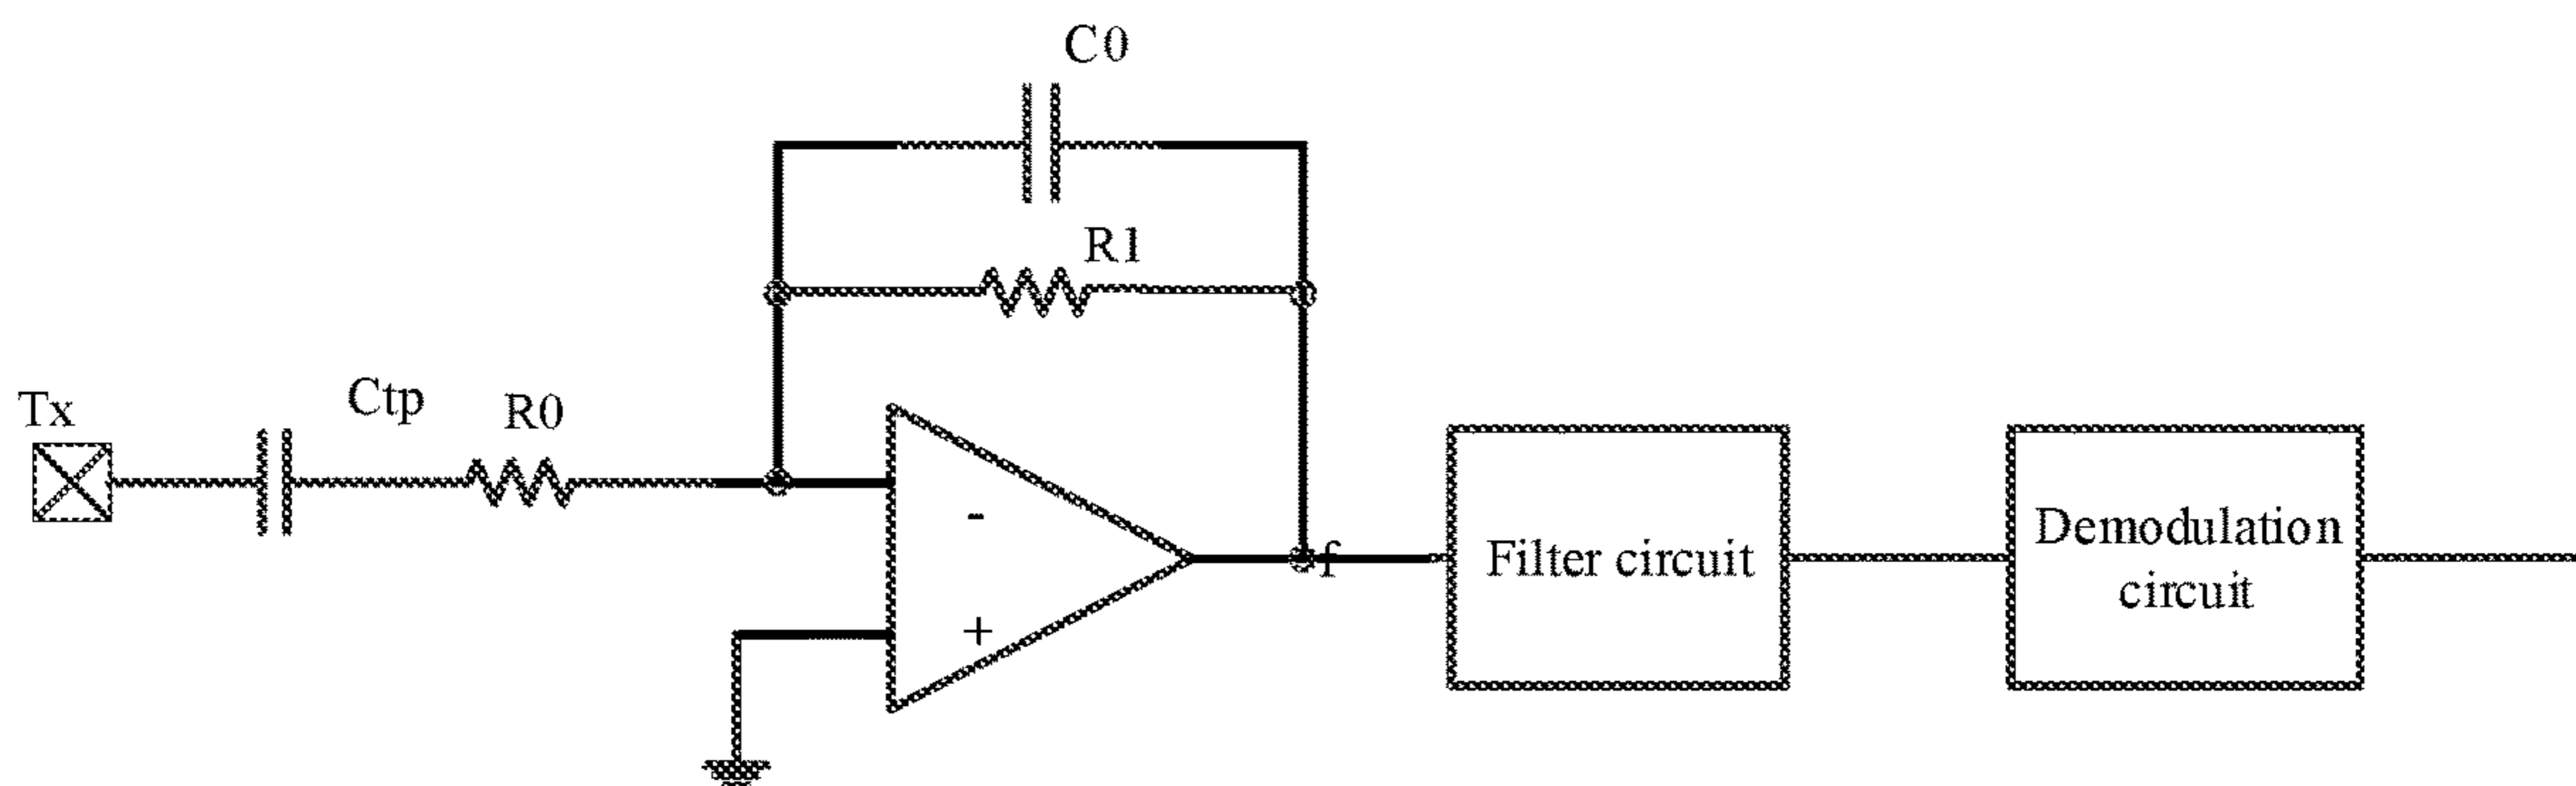 C0
R1
Ctp
Tx
R0
-
f
Filter circuit
Demodulation
circuit
+